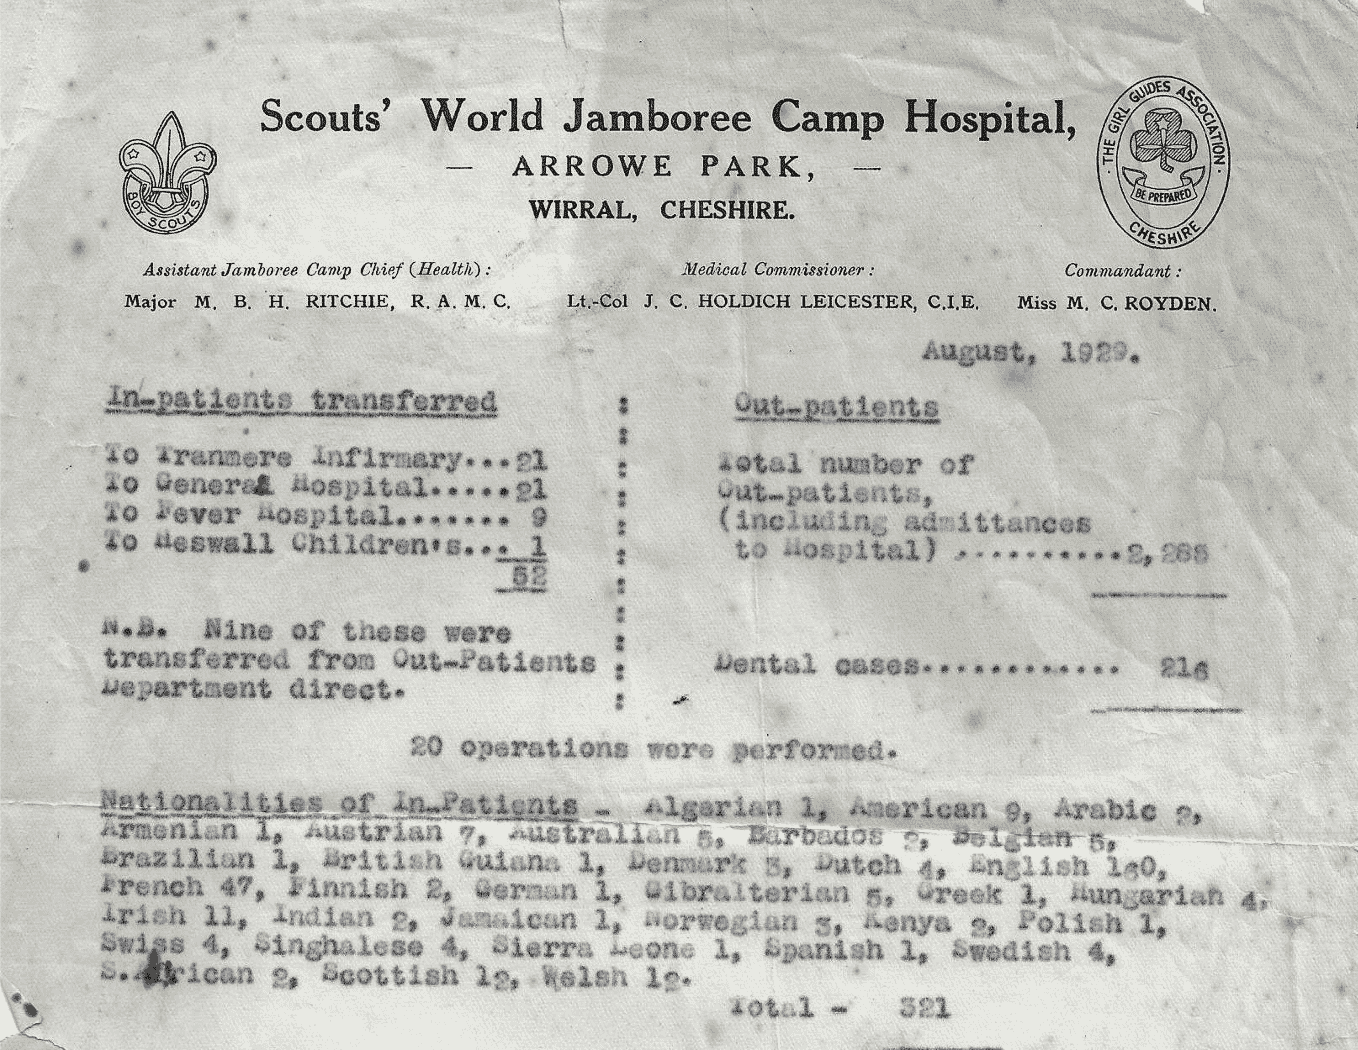 Scouts' World Jamboree Camp Hospital,
— ARROWE PARK, —
WIRRAL, CHESHIRE.
BOY SCOUTS
THE GIRL GUIDES ASSOCIATION
BE PREPARED
CHESHIRE
Assistant Jamboree Camp Chief (Health): Medical Commissioner: Commandant:
Major M. B. H. RITCHIE, R.A.M.C. Lt.-Col J. C. HOLDICH LEICESTER, C.I.E. Miss M. C. ROYDEN.
August, 1929.
In-patients transferred
To Tranmere Infirmary...21
To General Hospital.....21
To Fever Hospital....... 9
To Heswall Children's... 1
52
N.B. Nine of these were
transferred from Out-Patients
Department direct.
Out-patients
Total number of
Out-patients,
(including admittances
to Hospital) ..........2,285
Dental cases............ 216
20 operations were performed.
Nationalities of In-Patients - Algerian 1, American 9, Arabic 2,
Armenian 1, Austrian 7, Australian 5, Barbados 2, Belgian 5,
Brazilian 1, British Guiana 1, Denmark 3, Dutch 4, English
French 47, Finnish 2, German 1, Gibralterian 5, Greek 1, Hungarian 4,
Irish 11, Indian 2, Jamaican 1, Norwegian 3, Kenya 2, Polish 1,
Swiss 4, Singhalese 4, Sierra Leone 1, Spanish 1, Swedish 4,
S.African 2, Scottish 12, Welsh 12.
Total - 321